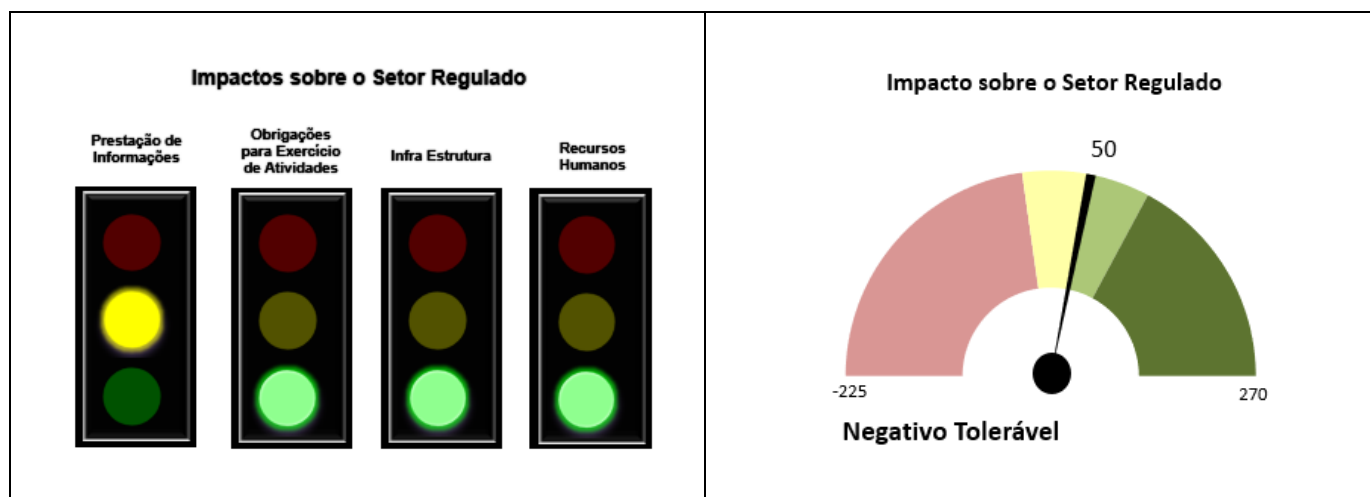 Impactos sobre o Setor Regulado
Prestação de
Informações
Obrigações
para Exercício
de Atividades
Infra Estrutura
Recursos
Humanos
Impacto sobre o Setor Regulado
50
-225
270
Negativo Tolerável